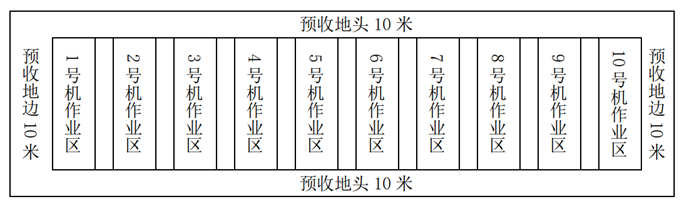 预收地头 10 米
预收地边 10 米
1 号机作业区
2 号机作业区
3 号机作业区
4 号机作业区
5 号机作业区
6 号机作业区
7 号机作业区
8 号机作业区
9 号机作业区
10 号机作业区
预收地边 10 米
预收地头 10 米